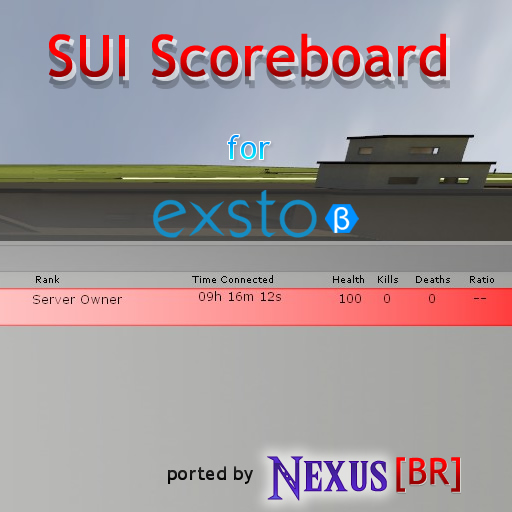 SUI Scoreboard
for
exsto β
Rank Time Connected Health Kills Deaths Ratio
Server Owner 09h 16m 12s 100 0 0 --
ported by NEXUS [BR]